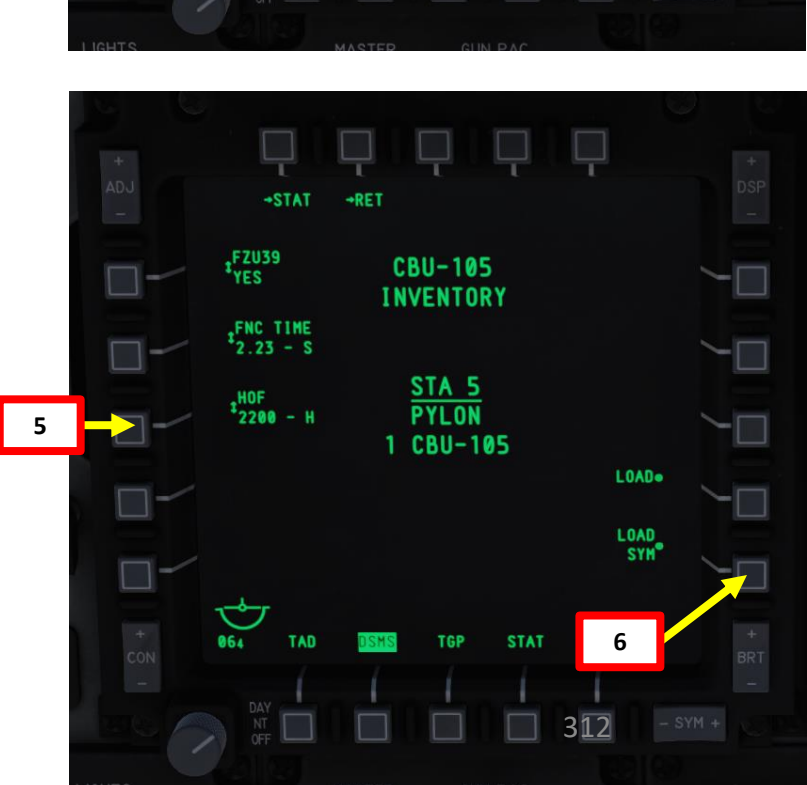 OFF
LIGHTS MASTER GUN PAC
+ +
ADJ DSP
- -
→STAT →RET
↕FZU39
YES
CBU-105
INVENTORY
↕FNC TIME
2.23 - S
↕HOF
2200 - H
STA 5
PYLON
1 CBU-105
5
LOAD●
LOAD
SYM●
6
064 TAD DSMS TGP STAT
+ +
CON BRT
- -
DAY
NT
OFF
312
- SYM +